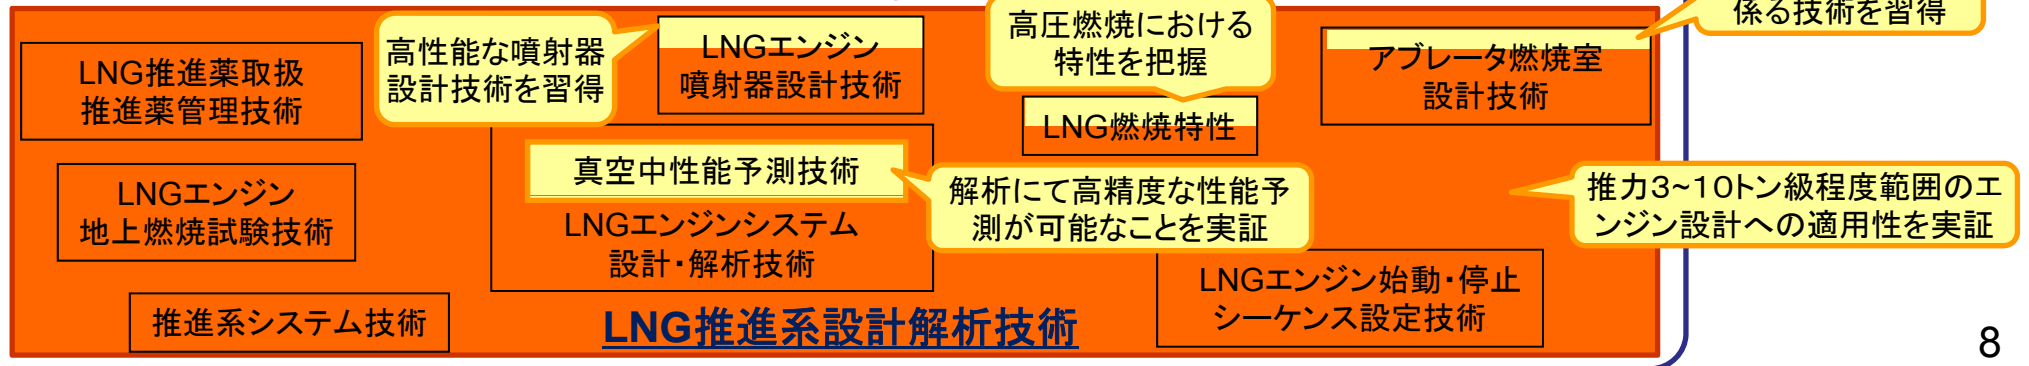 係る技術を習得
高圧燃焼における
特性を把握
高性能な噴射器
設計技術を習得
LNGエンジン
噴射器設計技術
アブレータ燃焼室
設計技術
LNG推進薬取扱
推進薬管理技術
LNG燃焼特性
真空中性能予測技術
LNGエンジンシステム
設計・解析技術
解析にて高精度な性能予
測が可能なことを実証
推力3~10トン級程度範囲のエ
ンジン設計への適用性を実証
LNGエンジン
地上燃焼試験技術
LNGエンジン始動・停止
シーケンス設定技術
推進系システム技術
LNG推進系設計解析技術
8